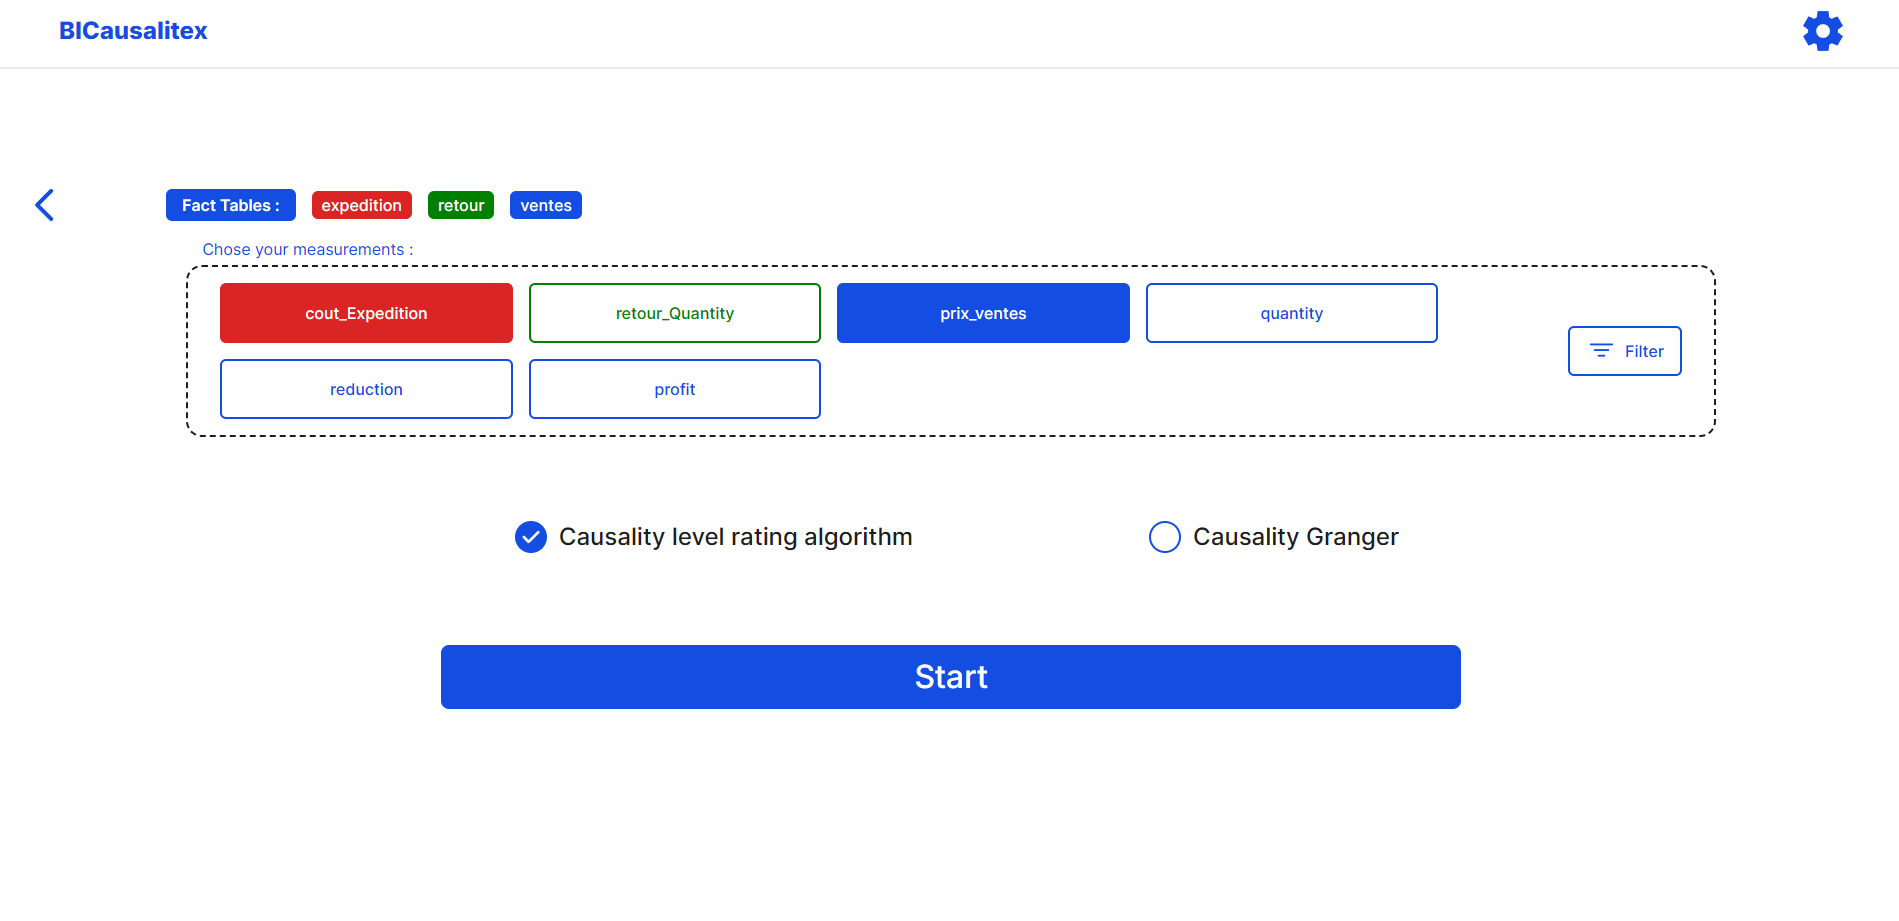 BICausalitex
Fact Tables : expedition retour ventes
Chose your measurements :
cout_Expedition retour_Quantity prix_ventes quantity
Filter
reduction profit
Causality level rating algorithm Causality Granger
Start